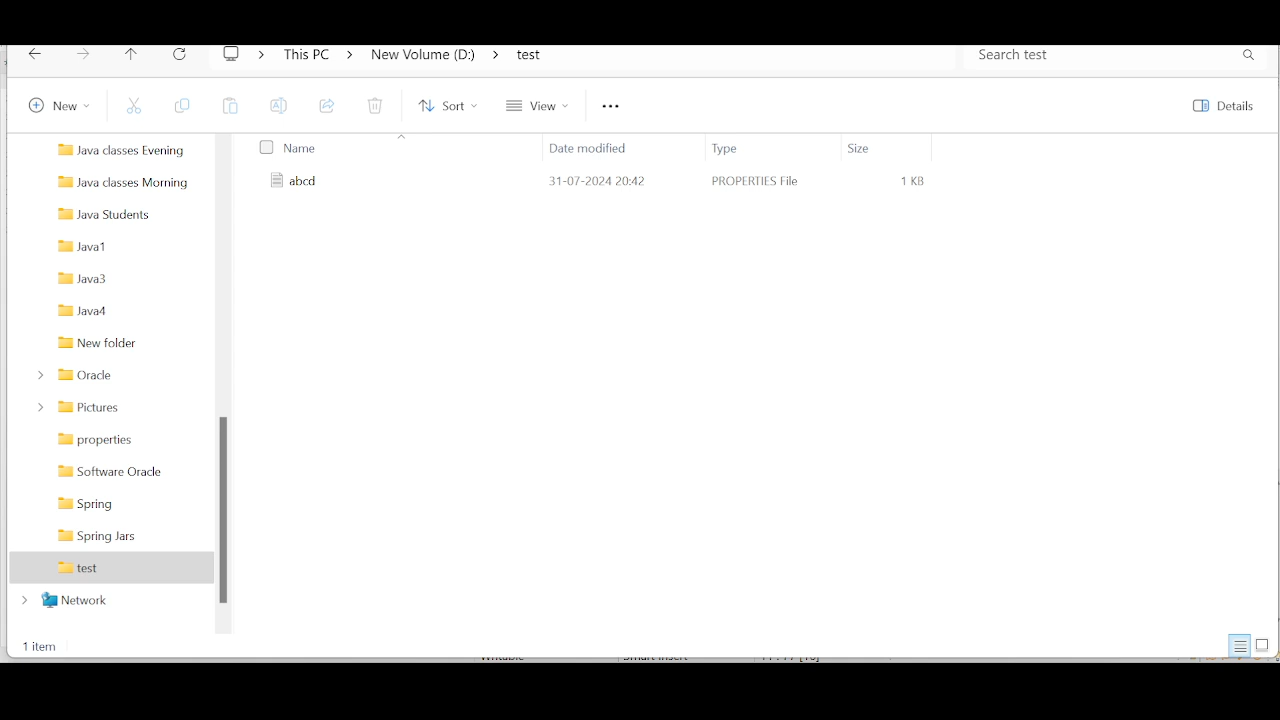 This PC > New Volume (D:) > test
Search test
New
Sort
View
Details
Name Date modified Type Size
abcd 31-07-2024 20:42 PROPERTIES File 1 KB
Java classes Evening
Java classes Morning
Java Students
Java1
Java3
Java4
New folder
Oracle
Pictures
properties
Software Oracle
Spring
Spring Jars
test
Network
1 item